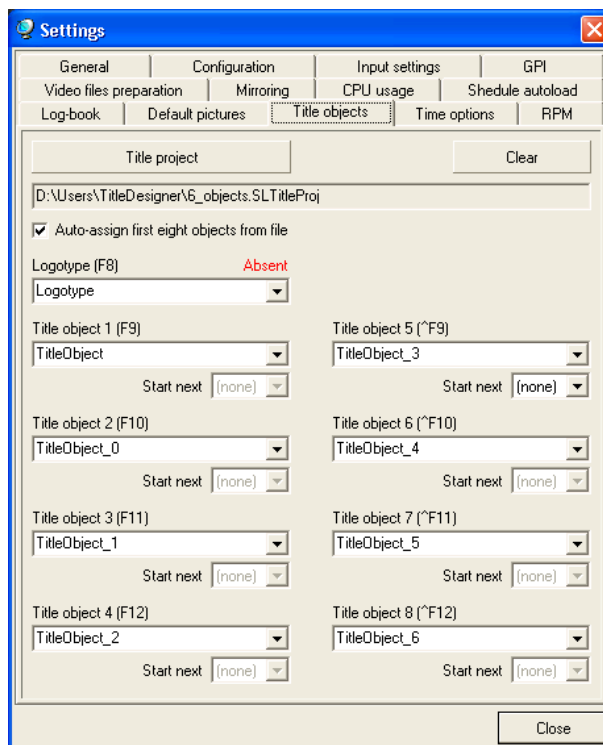 Settings
General Configuration Input settings GPI
Video files preparation Mirroring CPU usage Shedule autoload
Log-book Default pictures Title objects Time options RPM
Title project Clear
D:\Users\TitleDesigner\6_objects.SLTitleProj
Auto-assign first eight objects from file
Logotype (F8) Absent
Logotype
Title object 1 (F9) Title object 5 (^F9)
TitleObject TitleObject_3
Start next (none) Start next (none)
Title object 2 (F10) Title object 6 (^F10)
TitleObject_0 TitleObject_4
Start next (none) Start next (none)
Title object 3 (F11) Title object 7 (^F11)
TitleObject_1 TitleObject_5
Start next (none) Start next (none)
Title object 4 (F12) Title object 8 (^F12)
TitleObject_2 TitleObject_6
Start next (none) Start next (none)
Close